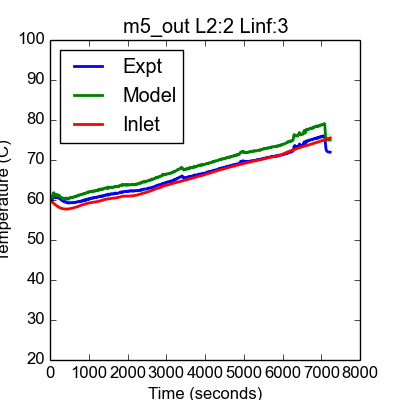 m5_out L2:2 Linf:3
100
90
80
70
60
50
40
30
20
Temperature (C)
Expt
Model
Inlet
0 1000 2000 3000 4000 5000 6000 7000 8000
Time (seconds)